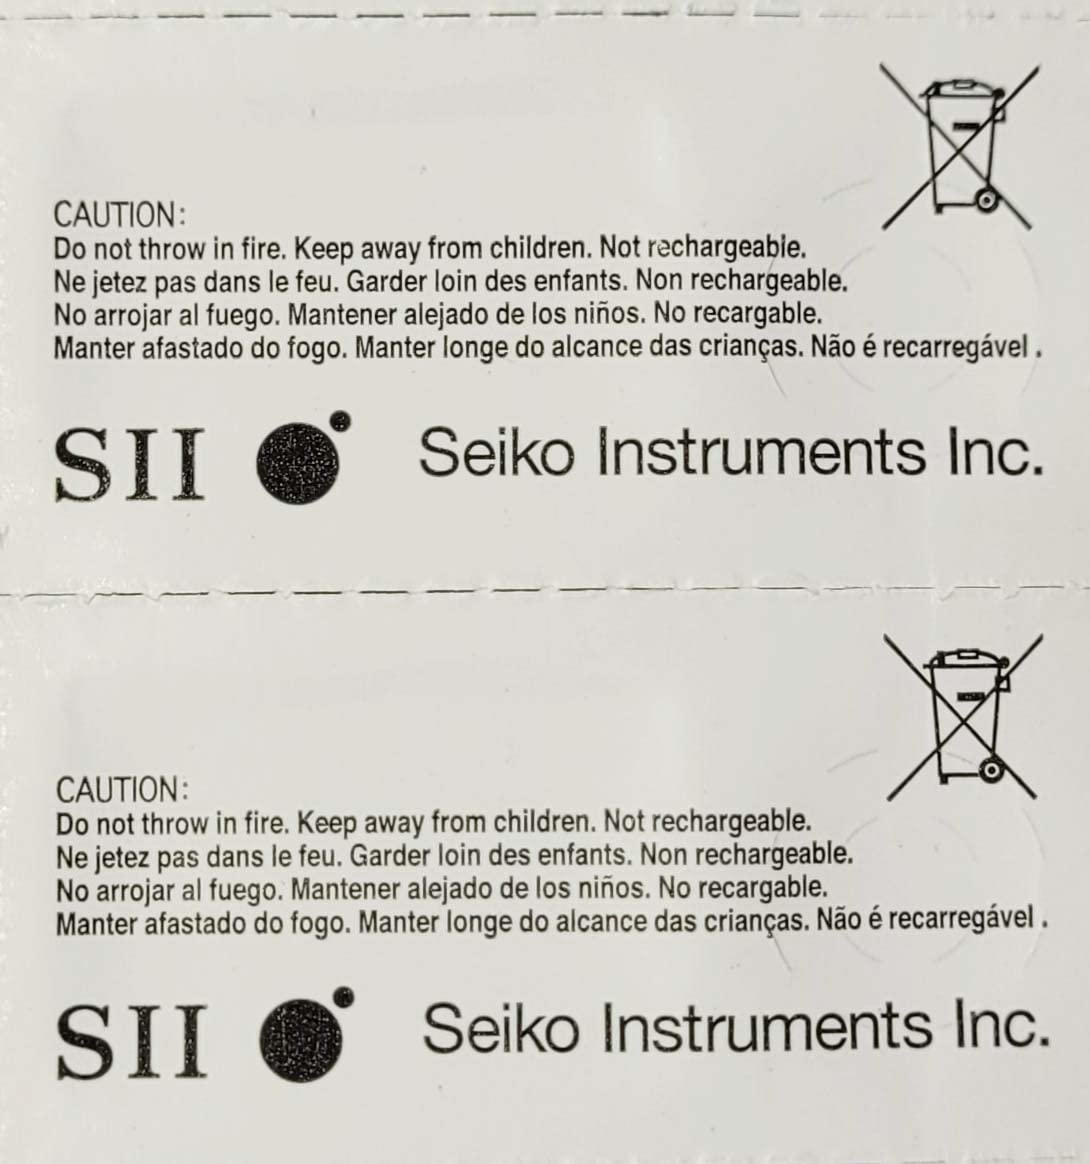 CAUTION:
Do not throw in fire. Keep away from children. Not rechargeable.
Ne jetez pas dans le feu. Garder loin des enfants. Non rechargeable.
No arrojar al fuego. Mantener alejado de los niños. No recargable.
Manter afastado do fogo. Manter longe do alcance das crianças. Não é recarregável .
SII Seiko Instruments Inc.
CAUTION:
Do not throw in fire. Keep away from children. Not rechargeable.
Ne jetez pas dans le feu. Garder loin des enfants. Non rechargeable.
No arrojar al fuego. Mantener alejado de los niños. No recargable.
Manter afastado do fogo. Manter longe do alcance das crianças. Não é recarregável .
SII Seiko Instruments Inc.